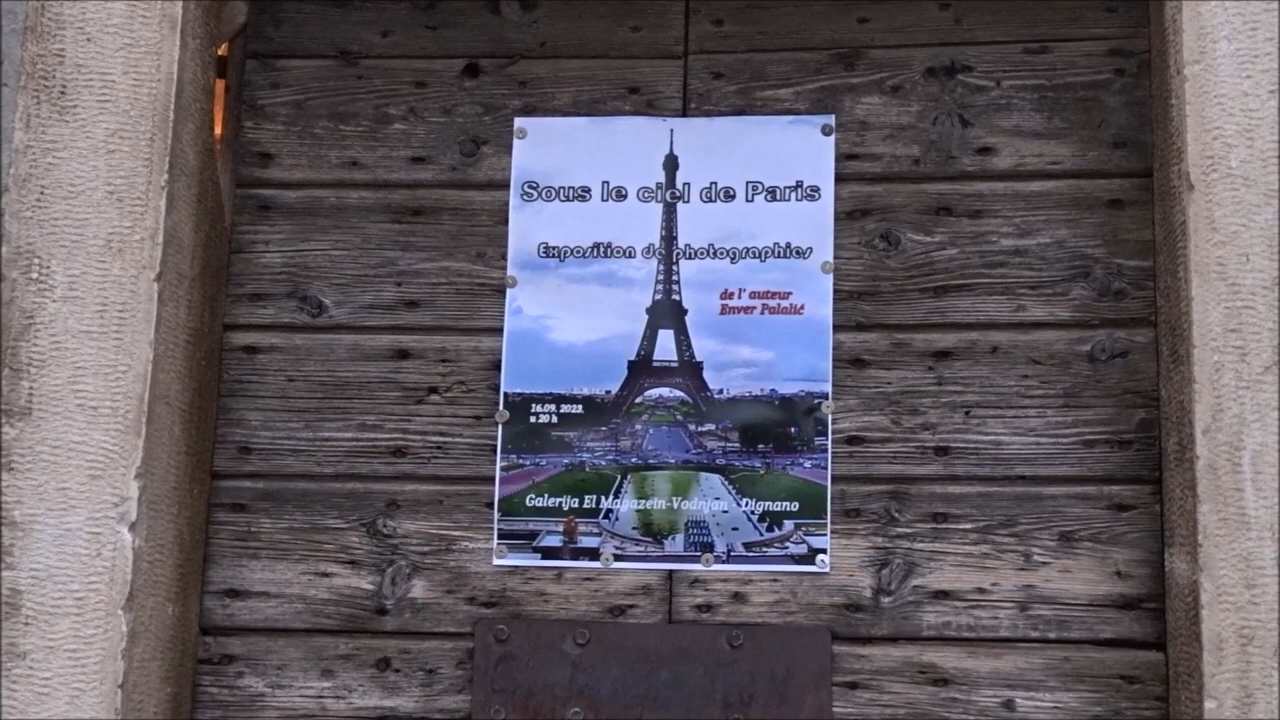 Sous le ciel de Paris
Exposition de photographies
de l' auteur
Enver Palalić
16.09. 2023.
u 20 h
Galerija El Magazein-Vodnjan - Dignano